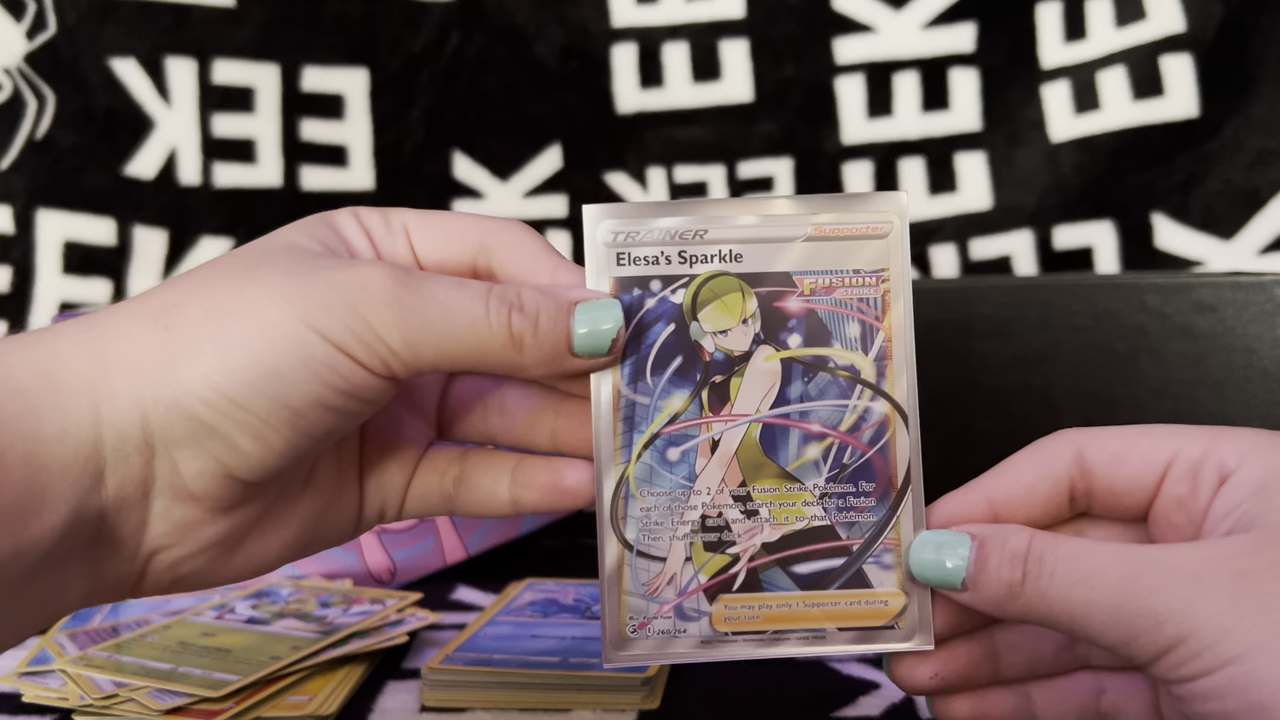 EEK
EEK
EEK
EEK
TRAINER Supporter
Elesa's Sparkle
FUSION
STRIKE
Choose up to 2 of your Fusion Strike Pokémon. For
each of those Pokémon, search your deck for a Fusion
Strike Energy card and attach it to that Pokémon.
Then, shuffle your deck.
You may play only 1 Supporter card during
your turn.
260/264